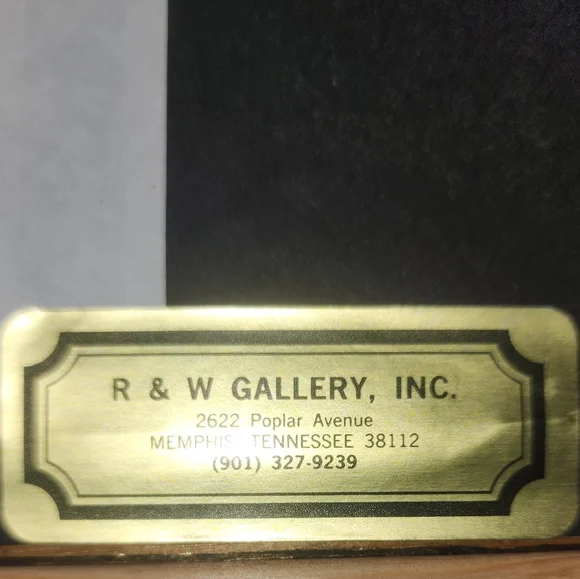 R & W GALLERY, INC.
2622 Poplar Avenue
MEMPHIS TENNESSEE 38112
(901) 327-9239